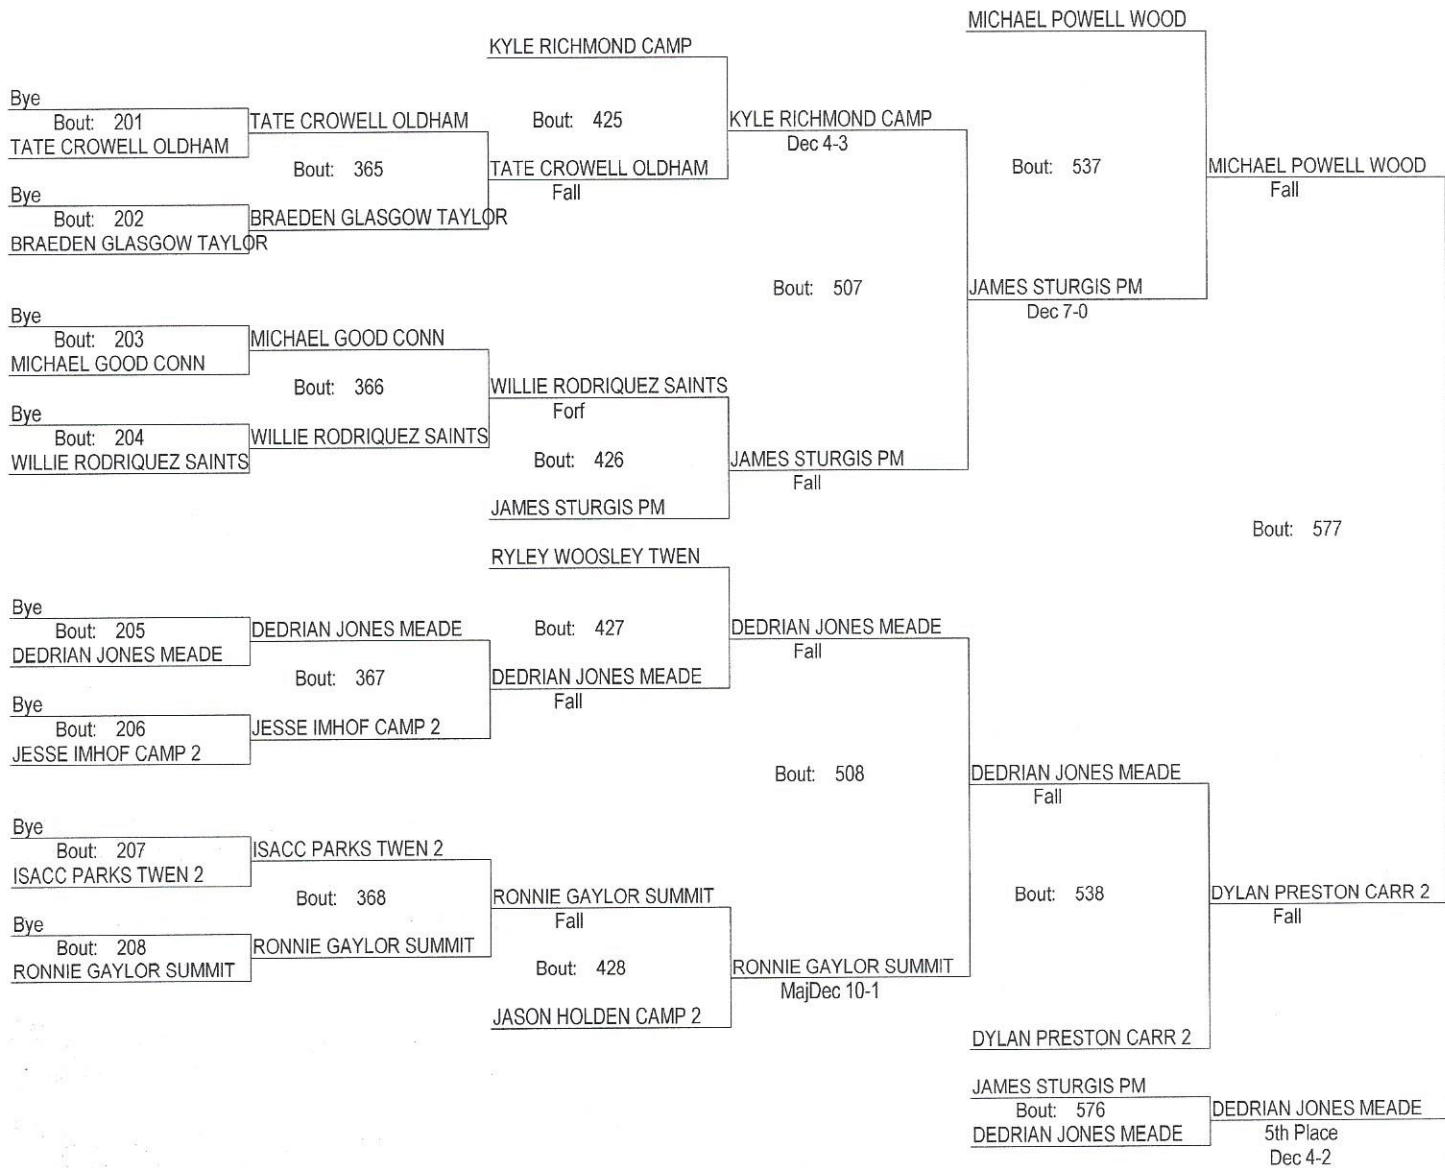 MICHAEL POWELL WOOD
KYLE RICHMOND CAMP
Bye
Bout: 201
TATE CROWELL OLDHAM
TATE CROWELL OLDHAM
Bout: 425
KYLE RICHMOND CAMP
Dec 4-3
Bout: 365
TATE CROWELL OLDHAM
Fall
Bout: 537
MICHAEL POWELL WOOD
Fall
Bye
Bout: 202
BRAEDEN GLASGOW TAYLOR
BRAEDEN GLASGOW TAYLOR
Bout: 507
JAMES STURGIS PM
Dec 7-0
Bye
Bout: 203
MICHAEL GOOD CONN
MICHAEL GOOD CONN
Bout: 366
WILLIE RODRIQUEZ SAINTS
Forf
Bye
Bout: 204
WILLIE RODRIQUEZ SAINTS
WILLIE RODRIQUEZ SAINTS
Bout: 426
JAMES STURGIS PM
Fall
JAMES STURGIS PM
Bout: 577
RYLEY WOOSLEY TWEN
Bye
Bout: 205
DEDRIAN JONES MEADE
DEDRIAN JONES MEADE
Bout: 427
DEDRIAN JONES MEADE
Fall
Bout: 367
DEDRIAN JONES MEADE
Fall
Bye
Bout: 206
JESSE IMHOF CAMP 2
JESSE IMHOF CAMP 2
Bout: 508
DEDRIAN JONES MEADE
Fall
Bye
Bout: 207
ISACC PARKS TWEN 2
ISACC PARKS TWEN 2
Bout: 368
RONNIE GAYLOR SUMMIT
Fall
Bout: 538
DYLAN PRESTON CARR 2
Fall
Bye
Bout: 208
RONNIE GAYLOR SUMMIT
RONNIE GAYLOR SUMMIT
Bout: 428
RONNIE GAYLOR SUMMIT
MajDec 10-1
JASON HOLDEN CAMP 2
DYLAN PRESTON CARR 2
JAMES STURGIS PM
Bout: 576
DEDRIAN JONES MEADE
DEDRIAN JONES MEADE
5th Place
Dec 4-2